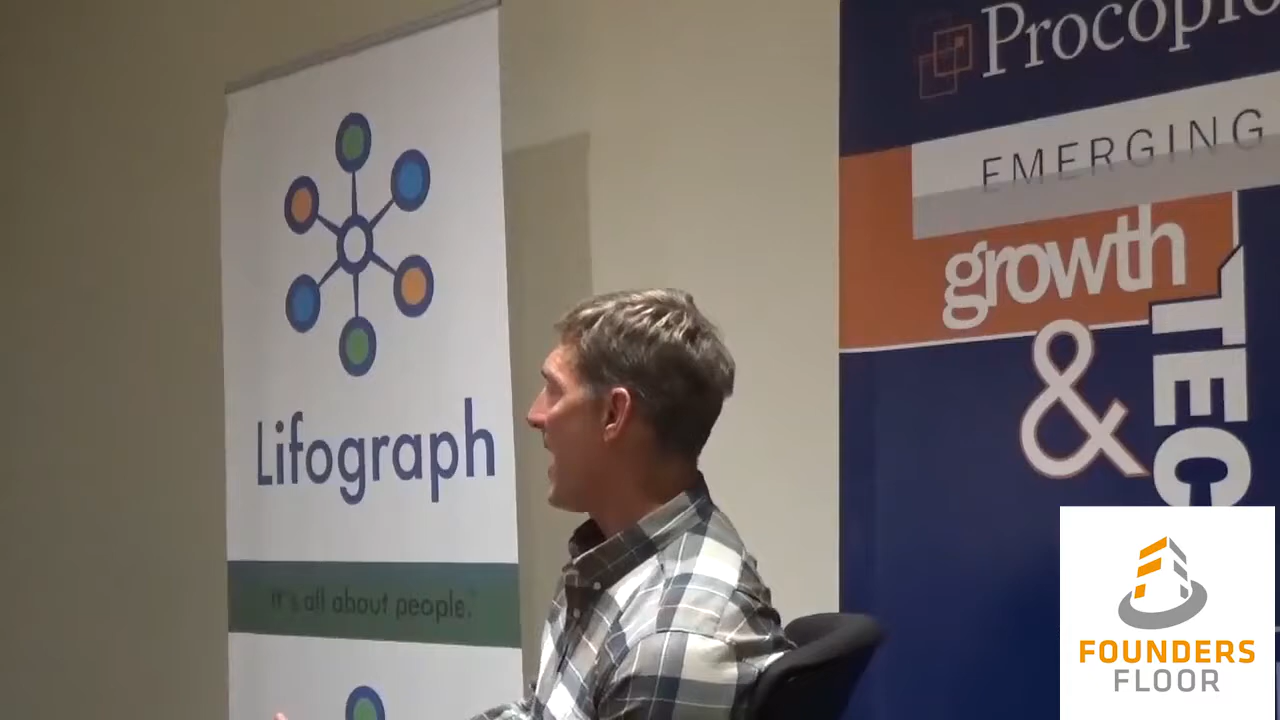 Lifograph
It's all about people.
Procopio
EMERGING
growth
&
TEC
FOUNDERS
FLOOR